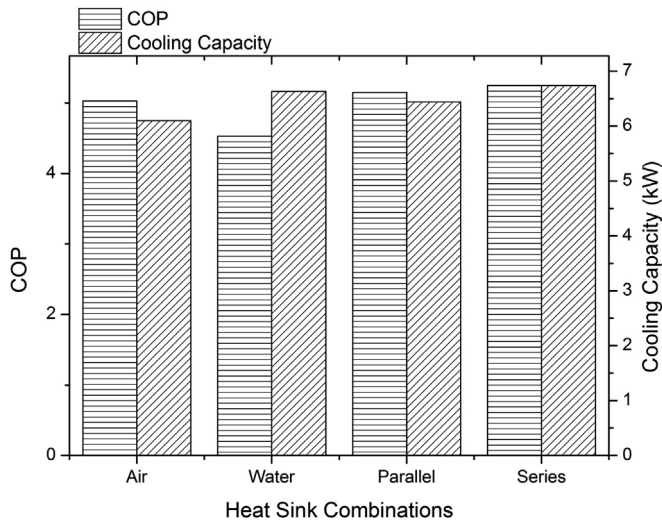 COP
Cooling Capacity
COP
4
2
0
7
6
5
4
3
2
1
0
Cooling Capacity (kW)
Air Water Parallel Series
Heat Sink Combinations